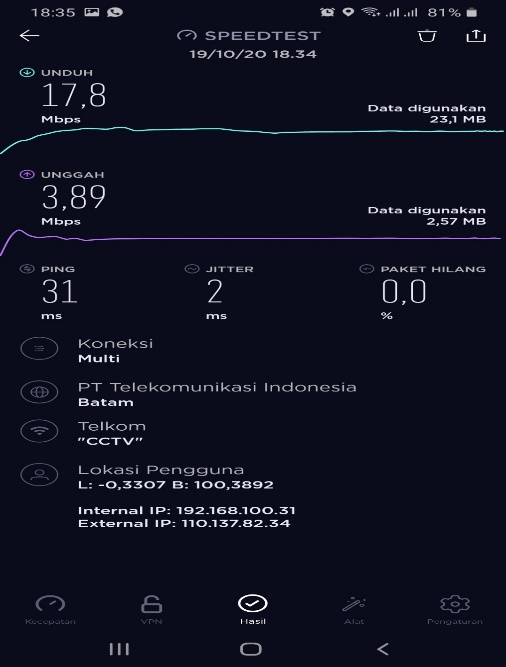 18:35 81%
SPEEDTEST
19/10/20 18.34
UNDUH
17,8
Mbps
Data digunakan
23,1 MB
UNGGAH
3,89
Mbps
Data digunakan
2,57 MB
PING
31
ms
JITTER
2
ms
PAKET HILANG
0,0
%
Koneksi
Multi
PT Telekomunikasi Indonesia
Batam
Telkom
"CCTV"
Lokasi Pengguna
L: -0,3307 B: 100,3892
Internal IP: 192.168.100.31
External IP: 110.137.82.34
Kecepatan VPN Hasil Alat Pengaturan